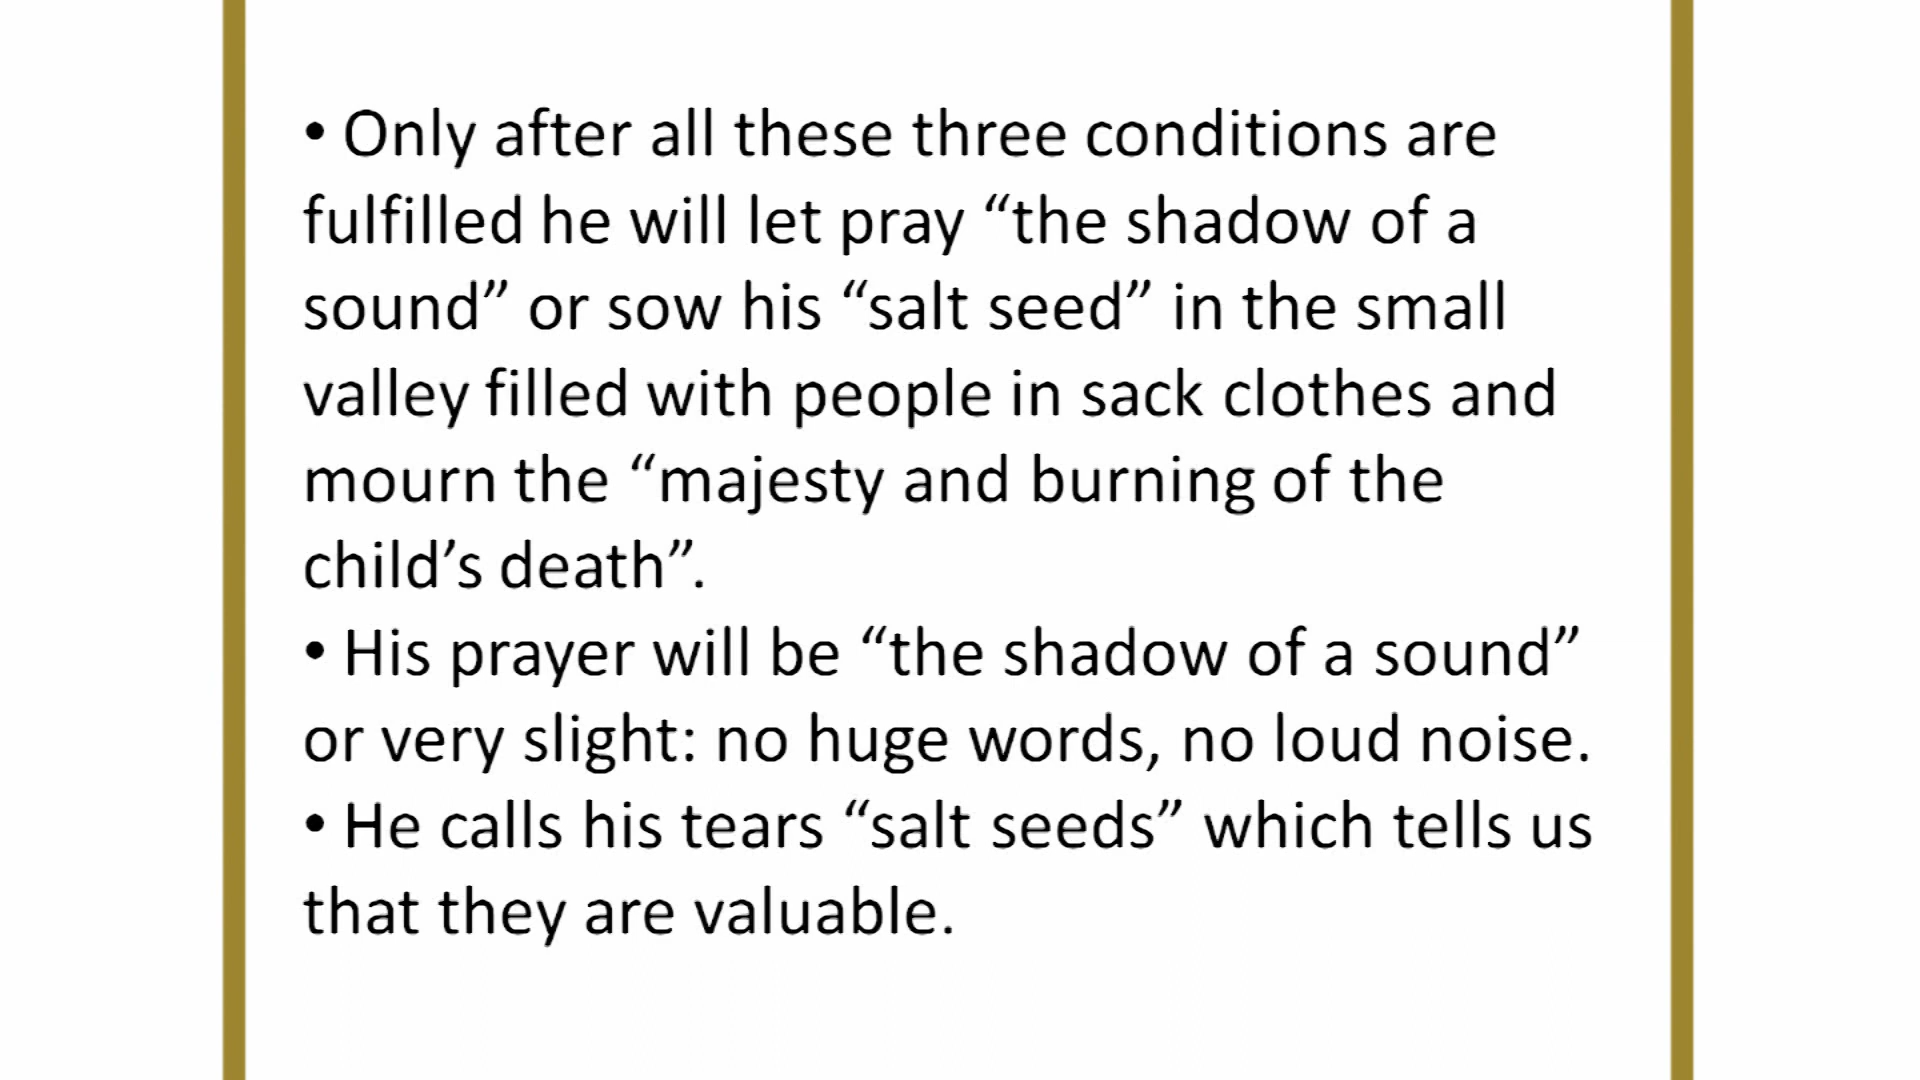 • Only after all these three conditions are
fulfilled he will let pray “the shadow of a
sound” or sow his “salt seed” in the small
valley filled with people in sack clothes and
mourn the “majesty and burning of the
child’s death”.
• His prayer will be “the shadow of a sound”
or very slight: no huge words, no loud noise.
• He calls his tears “salt seeds” which tells us
that they are valuable.